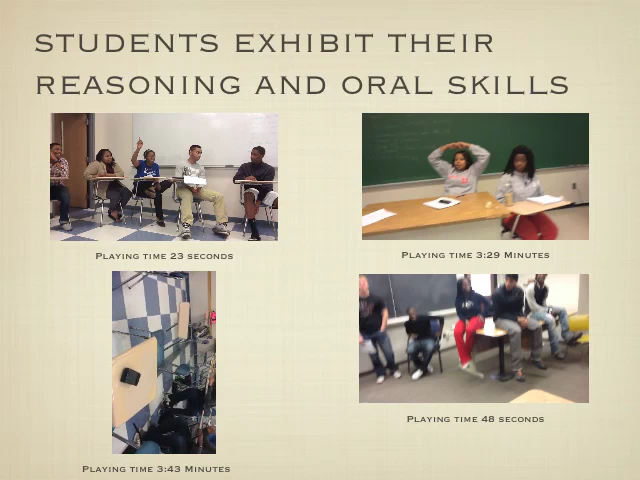 STUDENTS EXHIBIT THEIR
REASONING AND ORAL SKILLS
PLAYING TIME 23 SECONDS
PLAYING TIME 3:29 MINUTES
PLAYING TIME 48 SECONDS
PLAYING TIME 3:43 MINUTES